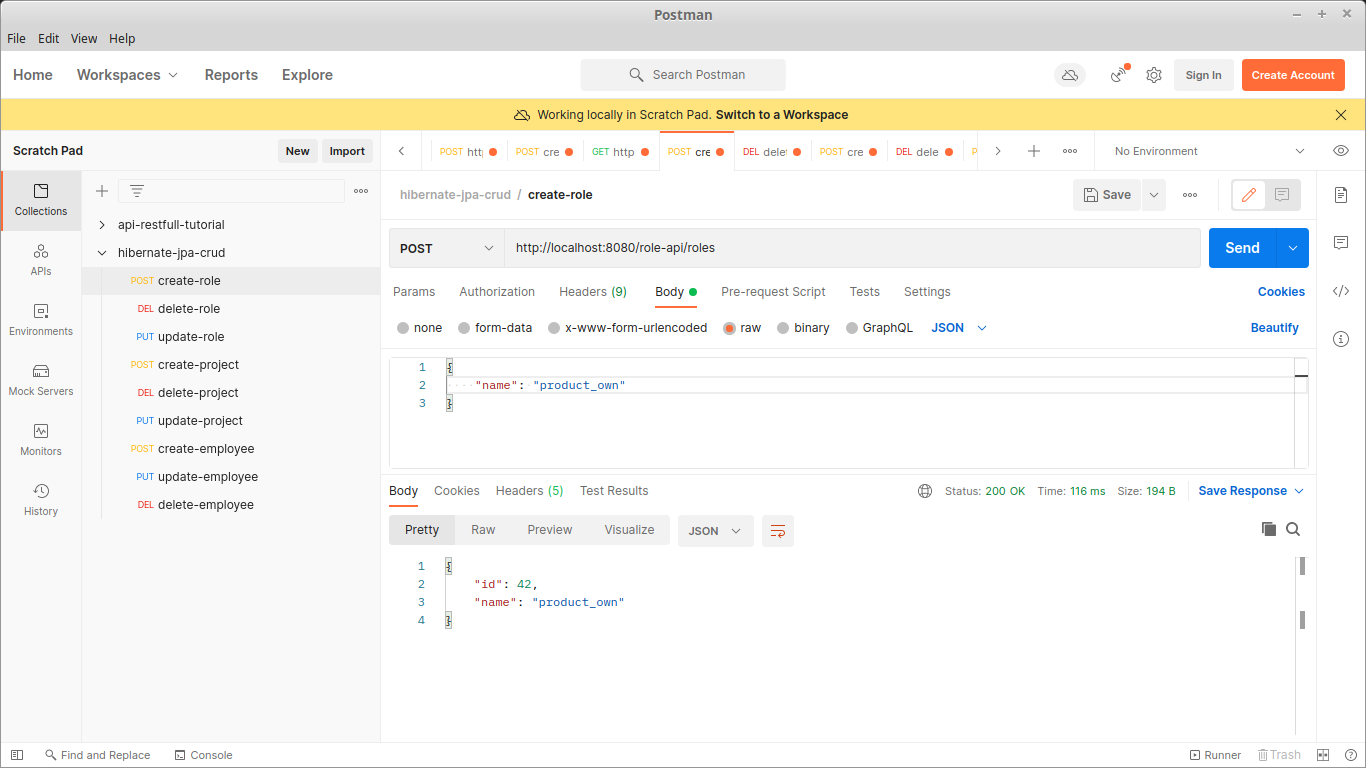 Postman
File Edit View Help
Home Workspaces Reports Explore Search Postman Sign In Create Account
Working locally in Scratch Pad. Switch to a Workspace
Scratch Pad New Import
POST htt POST cre GET http POST cre DEL dele POST cre DEL dele P No Environment
hibernate-jpa-crud / create-role Save
Collections
APIs
Environments
Mock Servers
Monitors
History
api-restfull-tutorial
hibernate-jpa-crud
POST create-role
DEL delete-role
PUT update-role
POST create-project
DEL delete-project
PUT update-project
POST create-employee
PUT update-employee
DEL delete-employee
POST http://localhost:8080/role-api/roles Send
Params Authorization Headers (9) Body Pre-request Script Tests Settings Cookies
none form-data x-www-form-urlencoded raw binary GraphQL JSON Beautify
1 {
2 "name": "product_own"
3 }
Body Cookies Headers (5) Test Results Status: 200 OK Time: 116 ms Size: 194 B Save Response
Pretty Raw Preview Visualize JSON
1 {
2 "id": 42,
3 "name": "product_own"
4 }
Find and Replace Console Runner Trash